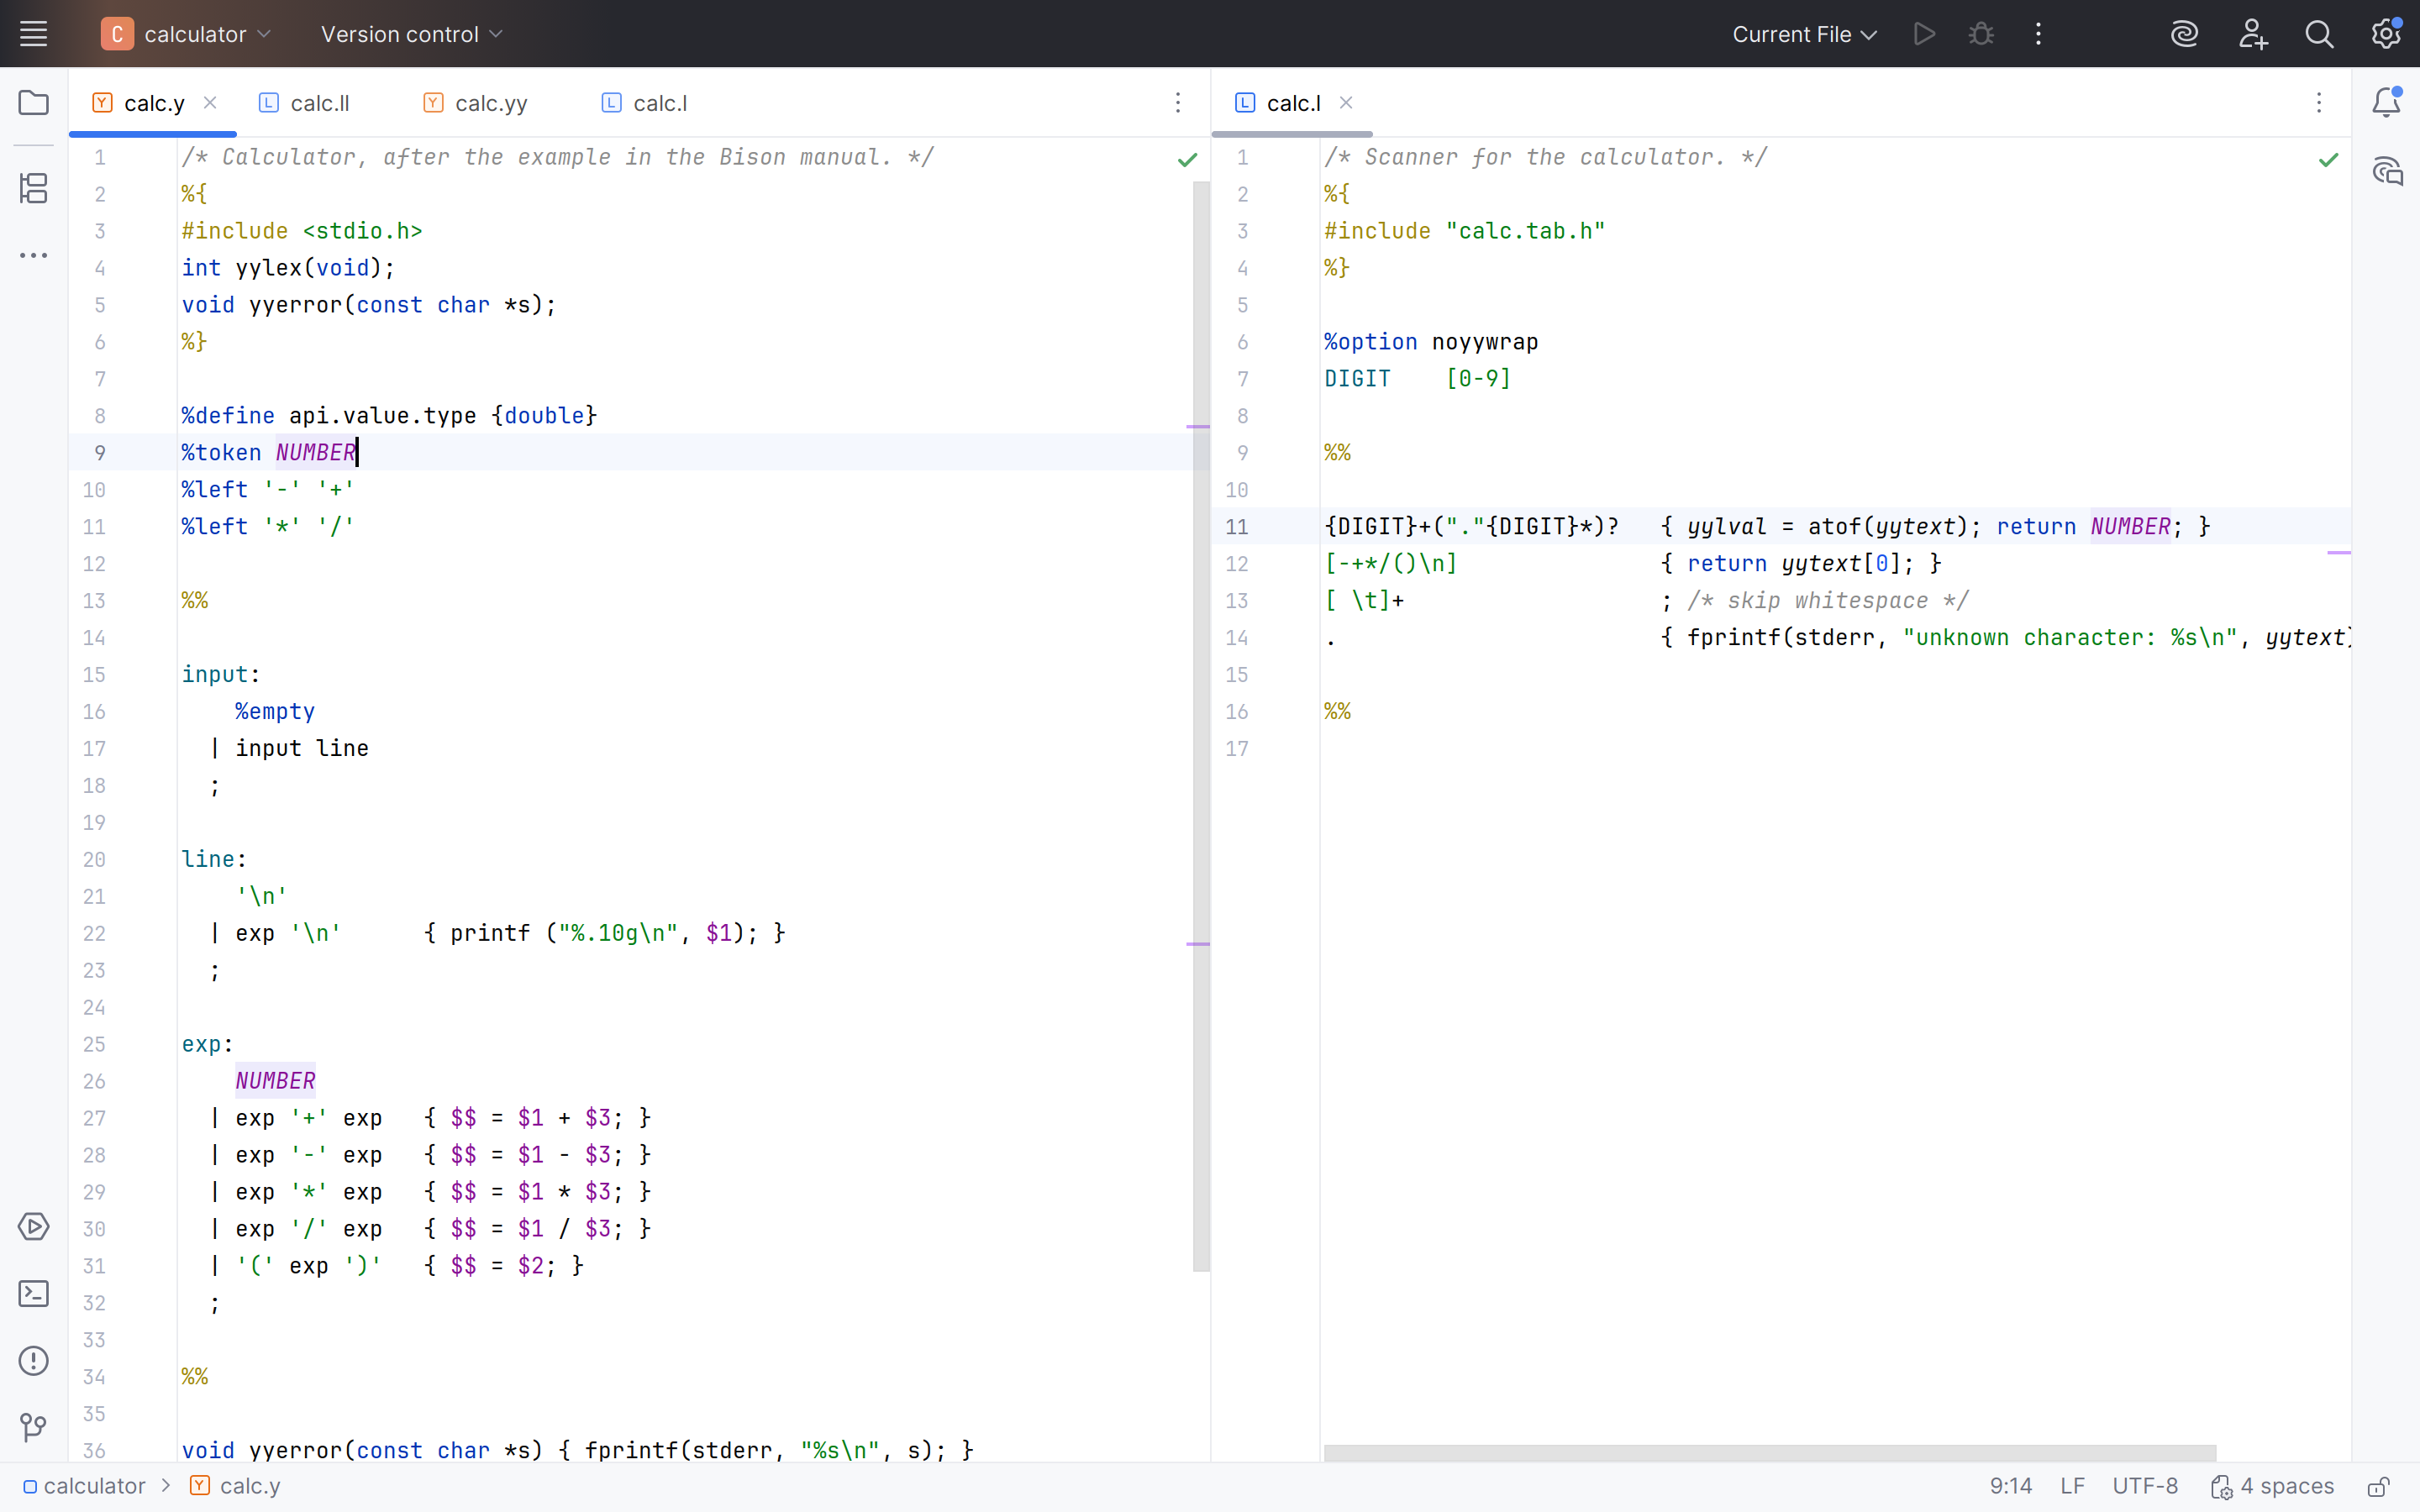 C calculator Version control Current File
calc.y calc.ll calc.yy calc.l
1 /* Calculator, after the example in the Bison manual. */
2 %{
3 #include <stdio.h>
4 int yylex(void);
5 void yyerror(const char *s);
6 %}
7
8 %define api.value.type {double}
9 %token NUMBER
10 %left '-' '+'
11 %left '*' '/'
12
13 %%
14
15 input:
16     %empty
17   | input line
18   ;
19
20 line:
21     '\n'
22   | exp '\n'      { printf ("%.10g\n", $1); }
23   ;
24
25 exp:
26     NUMBER
27   | exp '+' exp   { $$ = $1 + $3; }
28   | exp '-' exp   { $$ = $1 - $3; }
29   | exp '*' exp   { $$ = $1 * $3; }
30   | exp '/' exp   { $$ = $1 / $3; }
31   | '(' exp ')'   { $$ = $2; }
32   ;
33
34 %%
35
36 void yyerror(const char *s) { fprintf(stderr, "%s\n", s); }
calc.l
1 /* Scanner for the calculator. */
2 %{
3 #include "calc.tab.h"
4 %}
5
6 %option noyywrap
7 DIGIT    [0-9]
8
9 %%
10
11 {DIGIT}+("."{DIGIT}*)?   { yylval = atof(yytext); return NUMBER; }
12 [-+*/()\n]               { return yytext[0]; }
13 [ \t]+                   ; /* skip whitespace */
14 .                        { fprintf(stderr, "unknown character: %s\n", yytext)
15
16 %%
17
calculator > calc.y 9:14 LF UTF-8 4 spaces